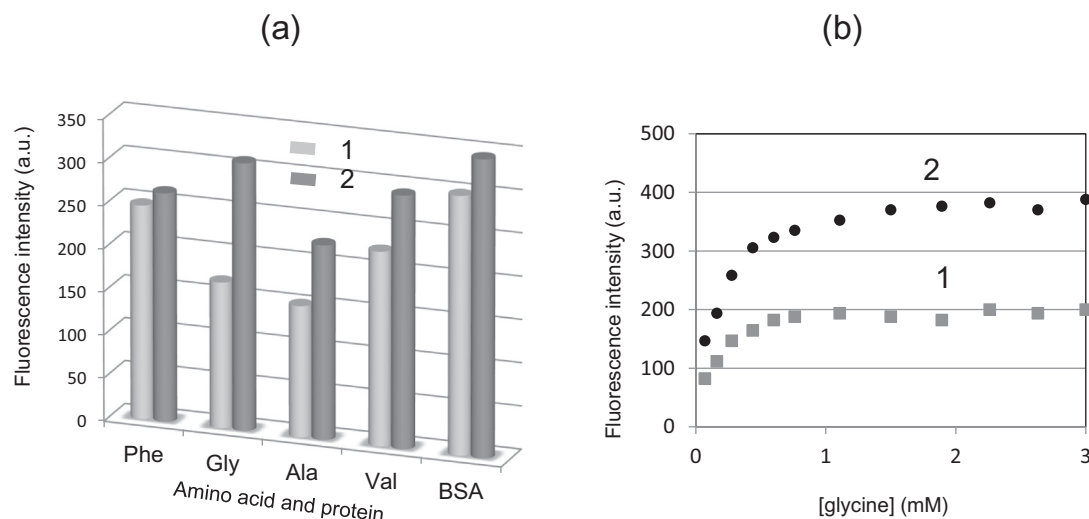 (a)
Fluorescence intensity (a.u.)
350
300
250
200
150
100
50
0
1
2
Phe
Gly
Ala
Val
BSA
Amino acid and protein
(b)
Fluorescence intensity (a.u.)
500
400
300
200
100
0
2
1
0
1
2
3
[glycine] (mM)